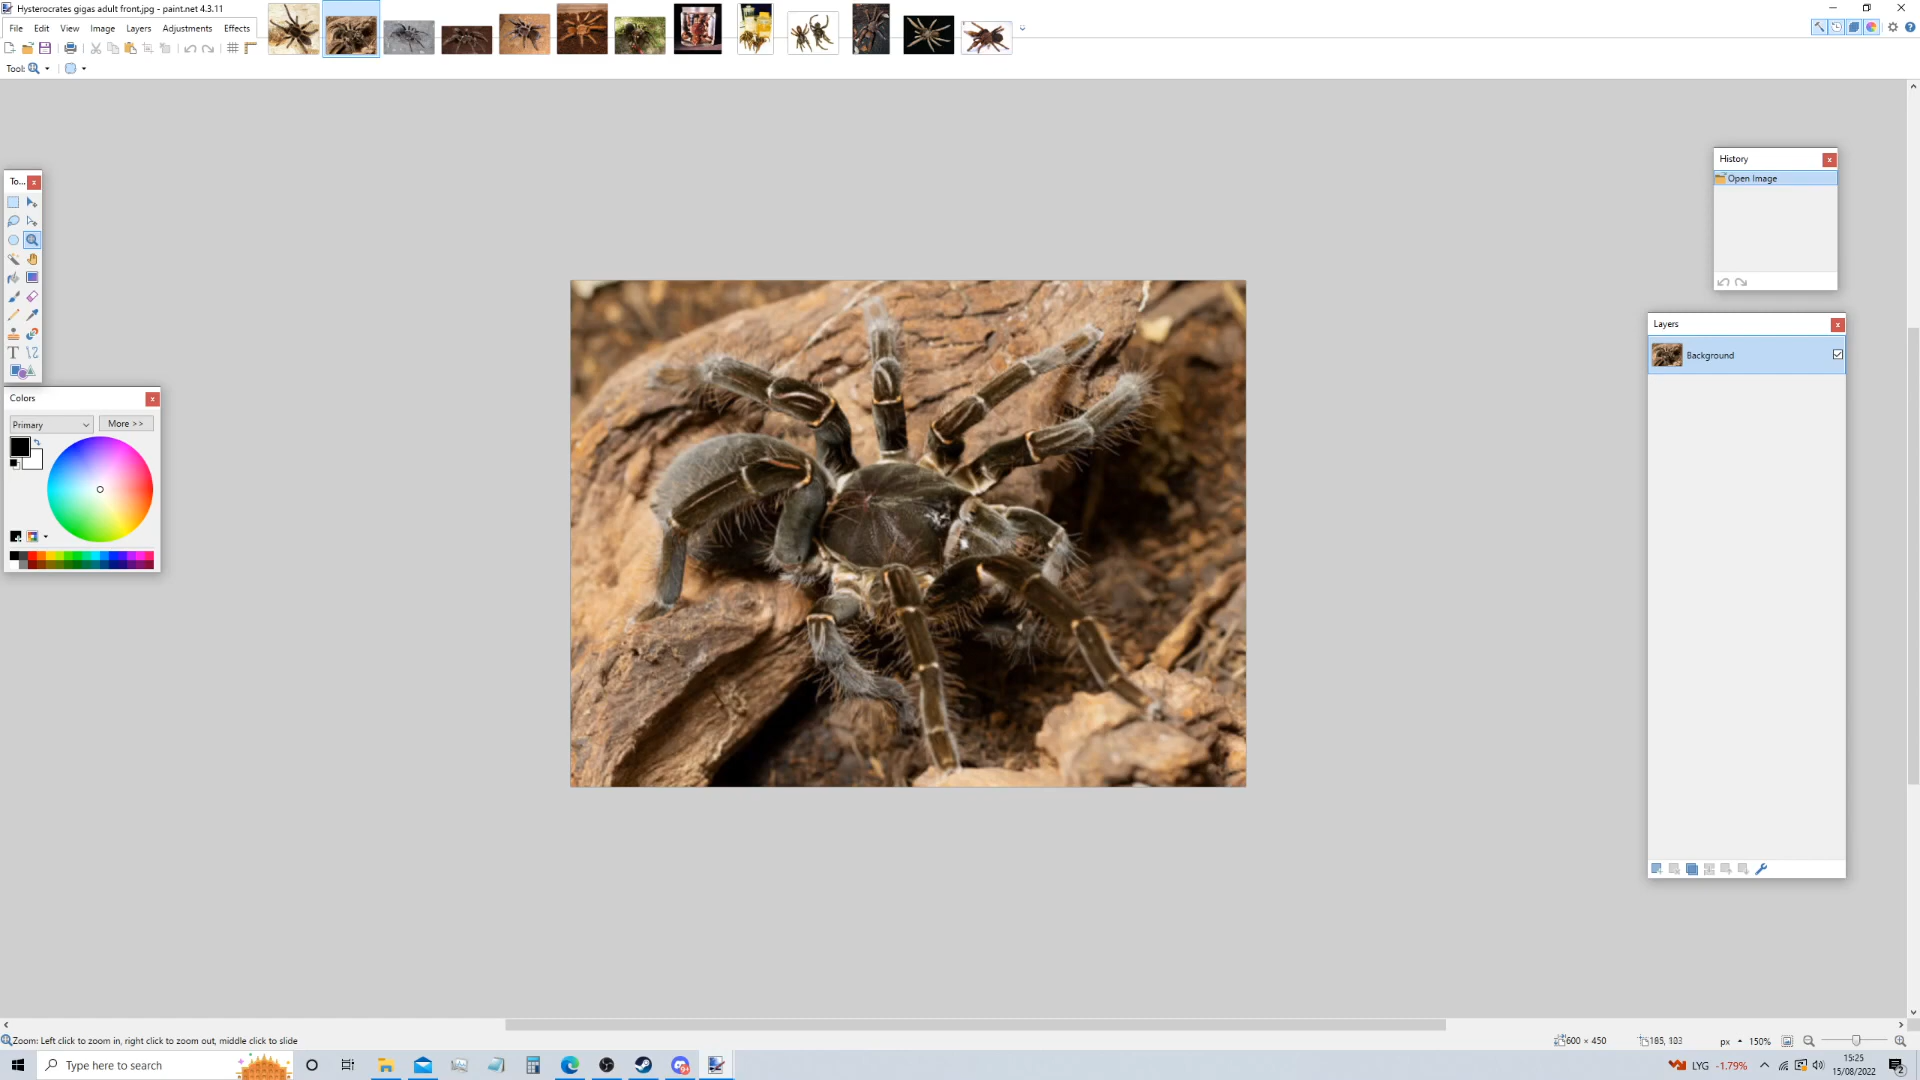 Hysterocrates gigas adult front.jpg - paint.net 4.3.11
File Edit View Image Layers Adjustments Effects
Tool:
To...
History
Open Image
Layers
Background
Colors
Primary
More >>
Zoom: Left click to zoom in, right click to zoom out, middle click to slide
600 × 450
185, 103
px
150%
Type here to search
LYG -1.79%
15:25
15/08/2022
2